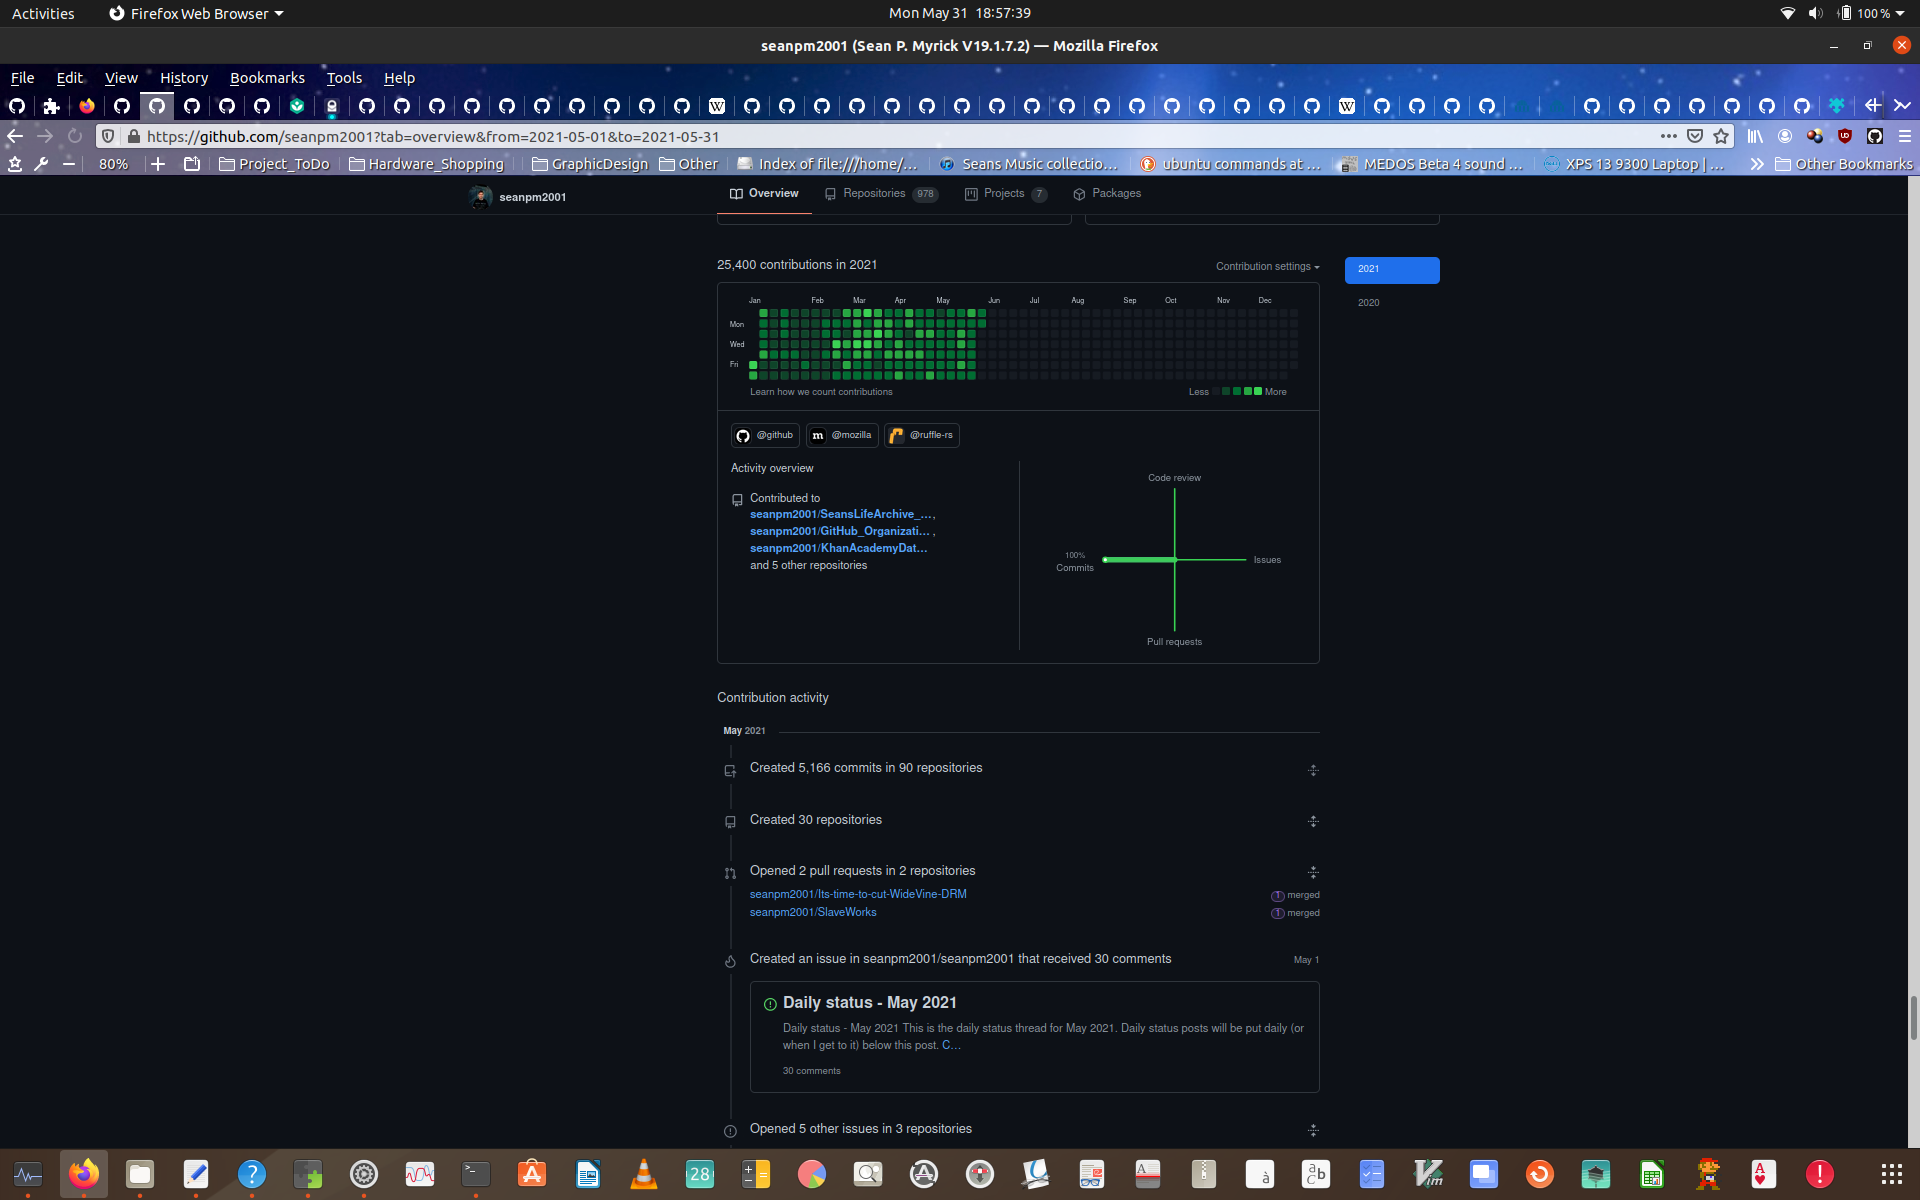 Activities
Firefox Web Browser
Mon May 31 18:57:39
100 %
seanpm2001 (Sean P. Myrick V19.1.7.2) — Mozilla Firefox
File Edit View History Bookmarks Tools Help
https://github.com/seanpm2001?tab=overview&from=2021-05-01&to=2021-05-31
80%
Project_ToDo
Hardware_Shopping
GraphicDesign
Other
Index of file:///home/...
Seans Music collectio...
ubuntu commands at ...
MEDOS Beta 4 sound ...
XPS 13 9300 Laptop | ...
Other Bookmarks
seanpm2001
Overview
Repositories 978
Projects 7
Packages
25,400 contributions in 2021
Contribution settings
2021
2020
Jan Feb Mar Apr May Jun Jul Aug Sep Oct Nov Dec
Mon
Wed
Fri
Learn how we count contributions
Less More
@github
@mozilla
@ruffle-rs
Activity overview
Contributed to
seanpm2001/SeansLifeArchive_... ,
seanpm2001/GitHub_Organizati... ,
seanpm2001/KhanAcademyDat...
and 5 other repositories
Code review
100%
Commits
Issues
Pull requests
Contribution activity
May 2021
Created 5,166 commits in 90 repositories
Created 30 repositories
Opened 2 pull requests in 2 repositories
seanpm2001/Its-time-to-cut-WideVine-DRM
1 merged
seanpm2001/SlaveWorks
1 merged
Created an issue in seanpm2001/seanpm2001 that received 30 comments
May 1
Daily status - May 2021
Daily status - May 2021 This is the daily status thread for May 2021. Daily status posts will be put daily (or
when I get to it) below this post. C...
30 comments
Opened 5 other issues in 3 repositories
28